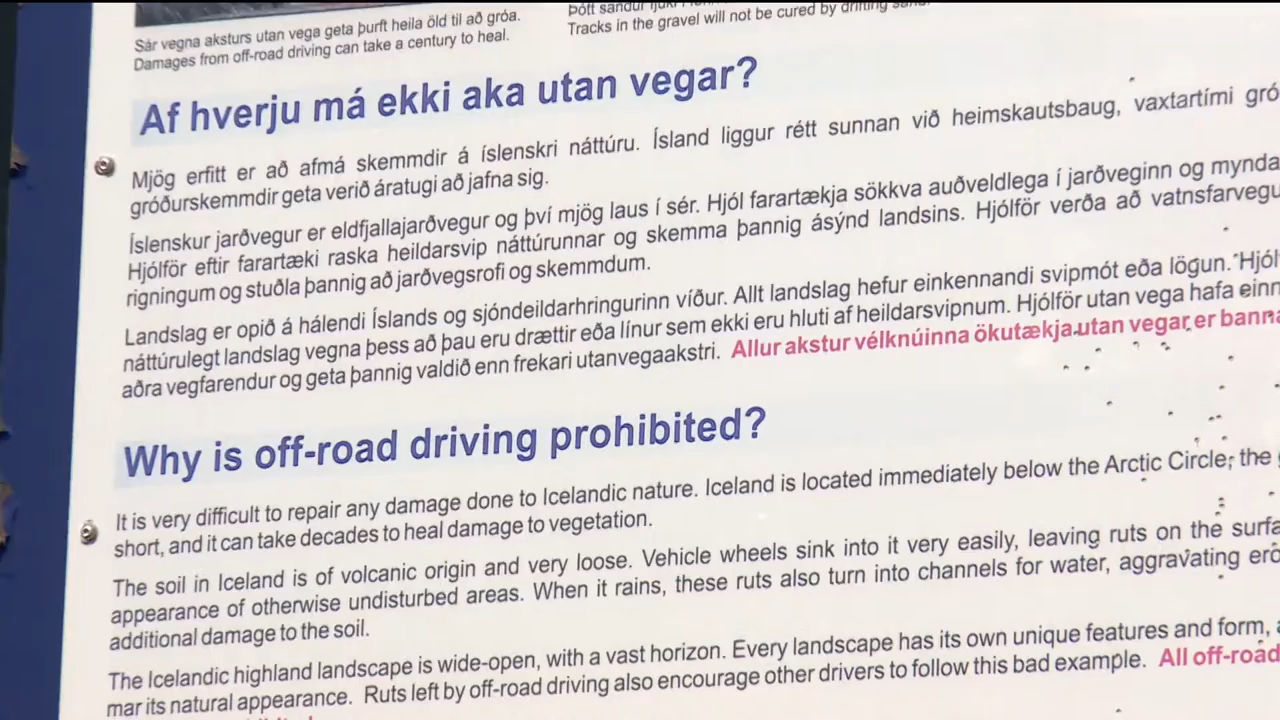 Sár vegna aksturs utan vega geta þurft heila öld til að gróa.
Damages from off-road driving can take a century to heal.
Þótt sandur fjúki
Tracks in the gravel will not be cured by drifting sand.
Af hverju má ekki aka utan vegar?
Mjög erfitt er að afmá skemmdir á íslenskri náttúru. Ísland liggur rétt sunnan við heimskautsbaug, vaxtartími gró
gróðurskemmdir geta verið áratugi að jafna sig.
Íslenskur jarðvegur er eldfjallajarðvegur og því mjög laus í sér. Hjól farartækja sökkva auðveldlega í jarðveginn og mynda
Hjólför eftir farartæki raska heildarsvip náttúrunnar og skemma þannig ásýnd landsins. Hjólför verða að vatnsfarvegu
rigningum og stuðla þannig að jarðvegsrofi og skemmdum.
Landslag er opið á hálendi Íslands og sjóndeildarhringurinn víður. Allt landslag hefur einkennandi svipmót eða lögun. Hjól
náttúrulegt landslag vegna þess að þau eru drættir eða línur sem ekki eru hluti af heildarsvipnum. Hjólför utan vega hafa einn
aðra vegfarendur og geta þannig valdið enn frekari utanvegaakstri. Allur akstur vélknúinna ökutækja utan vegar er banna
Why is off-road driving prohibited?
It is very difficult to repair any damage done to Icelandic nature. Iceland is located immediately below the Arctic Circle, the
short, and it can take decades to heal damage to vegetation.
The soil in Iceland is of volcanic origin and very loose. Vehicle wheels sink into it very easily, leaving ruts on the surfa
appearance of otherwise undisturbed areas. When it rains, these ruts also turn into channels for water, aggravating ero
additional damage to the soil.
The Icelandic highland landscape is wide-open, with a vast horizon. Every landscape has its own unique features and form,
mar its natural appearance. Ruts left by off-road driving also encourage other drivers to follow this bad example. All off-road